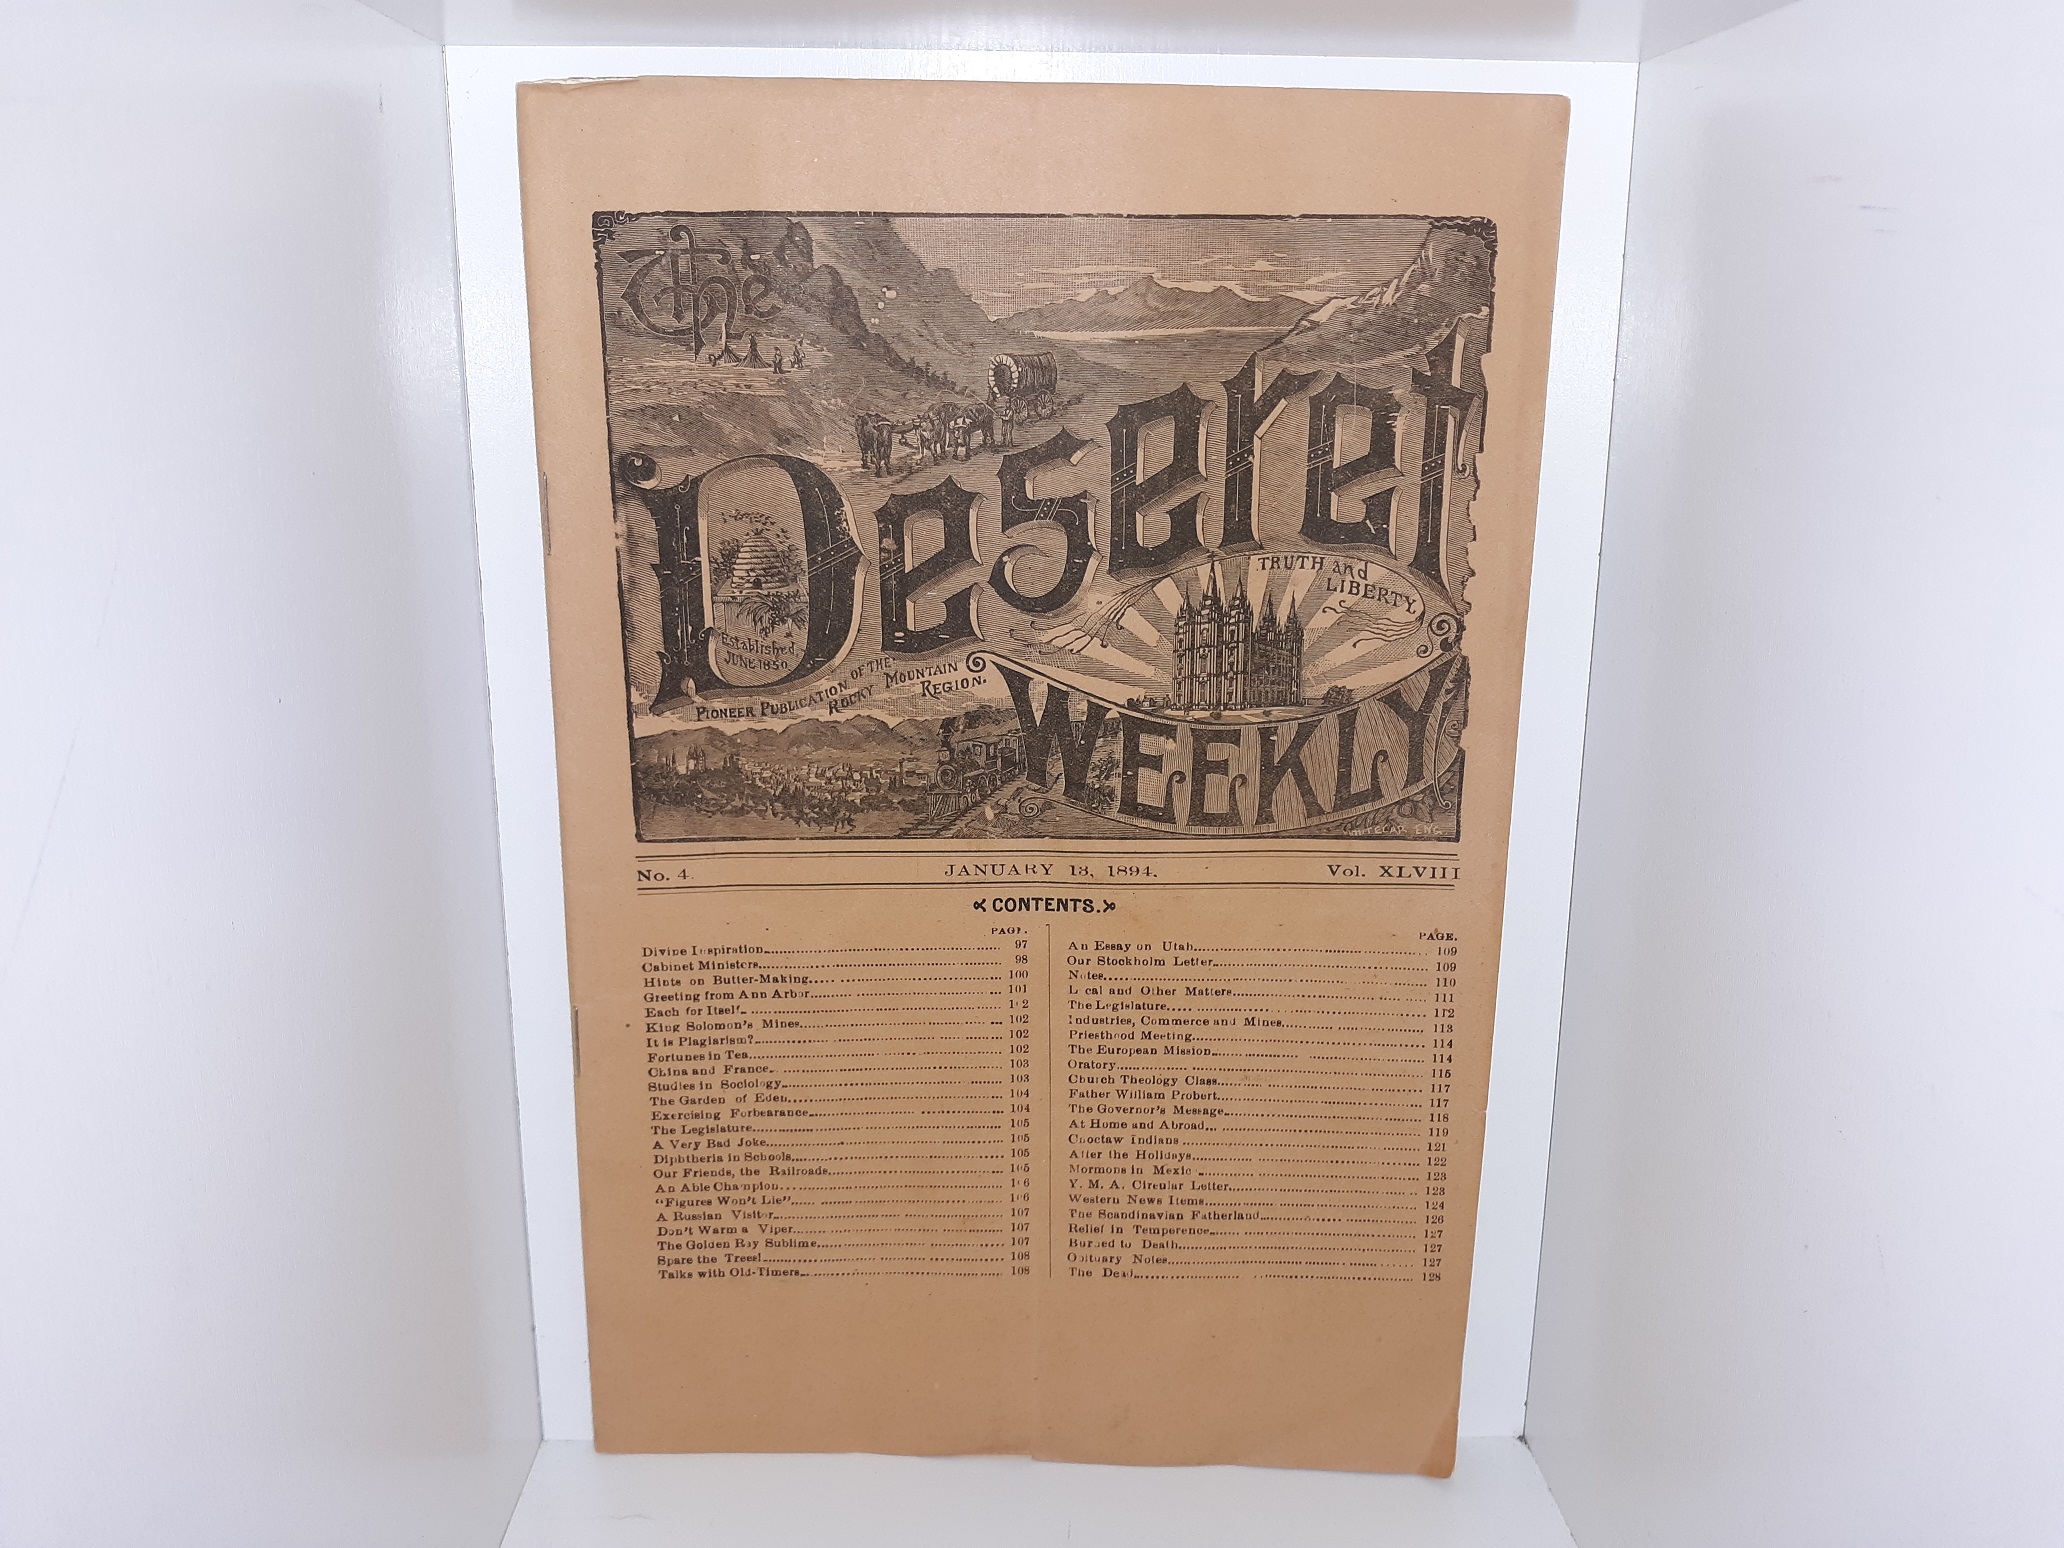 The
Deseret
WEEKLY
TRUTH and
LIBERTY.
Established
JUNE 1850.
PIONEER PUBLICATION OF THE
ROCKY MOUNTAIN
REGION.
WHITECAR ENG.
No. 4. JANUARY 13, 1894. Vol. XLVIII
CONTENTS.
PAGE.
Divine Inspiration 97
Cabinet Ministers 98
Hints on Butter-Making 100
Greeting from Ann Arbor 101
Each for Itself 102
King Solomon's Mines 102
It is Plagiarism? 102
Fortunes in Tea 102
China and France 103
Studies in Sociology 103
The Garden of Eden 104
Exercising Forbearance 104
The Legislature 105
A Very Bad Joke 105
Diphtheria in Schools 105
Our Friends, the Railroads 105
An Able Champion 106
"Figures Won't Lie" 106
A Russian Visitor 107
Don't Warm a Viper 107
The Golden Ray Sublime 107
Spare the Trees! 108
Talks with Old-Timers 108
PAGE.
An Essay on Utah 109
Our Stockholm Letter 109
Notes 110
Local and Other Matters 111
The Legislature 112
Industries, Commerce and Mines 113
Priesthood Meeting 114
The European Mission 114
Oratory 115
Church Theology Class 117
Father William Probert 117
The Governor's Message 118
At Home and Abroad 119
Choctaw Indians 121
After the Holidays 122
Mormons in Mexico 123
Y. M. A. Circular Letter 123
Western News Items 124
The Scandinavian Fatherland 126
Relief in Temperence 127
Burned to Death 127
Obituary Notes 127
The Dead 128